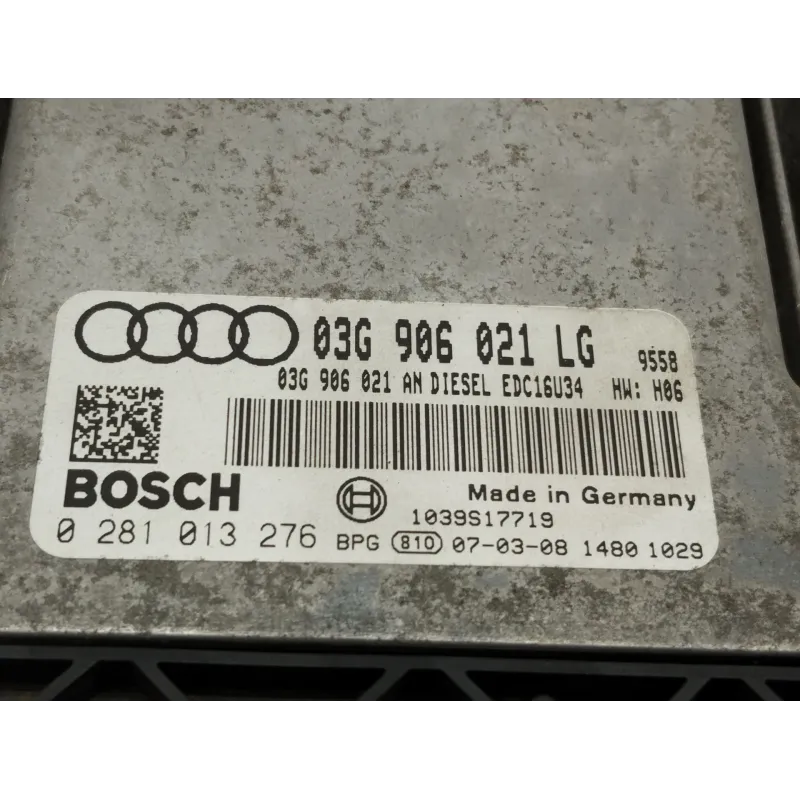 03G 906 021 LG 9558
03G 906 021 AN DIESEL EDC16U34 HW: H06
BOSCH Made in Germany
1039S17719
0 281 013 276 BPG 810 07-03-08 1480 1029